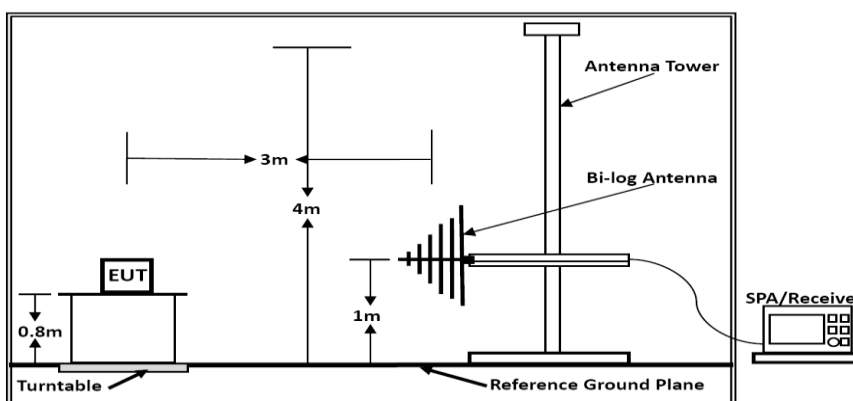 Antenna Tower
3m
Bi-log Antenna
4m
EUT
SPA/Receive
0.8m
1m
Turntable
Reference Ground Plane